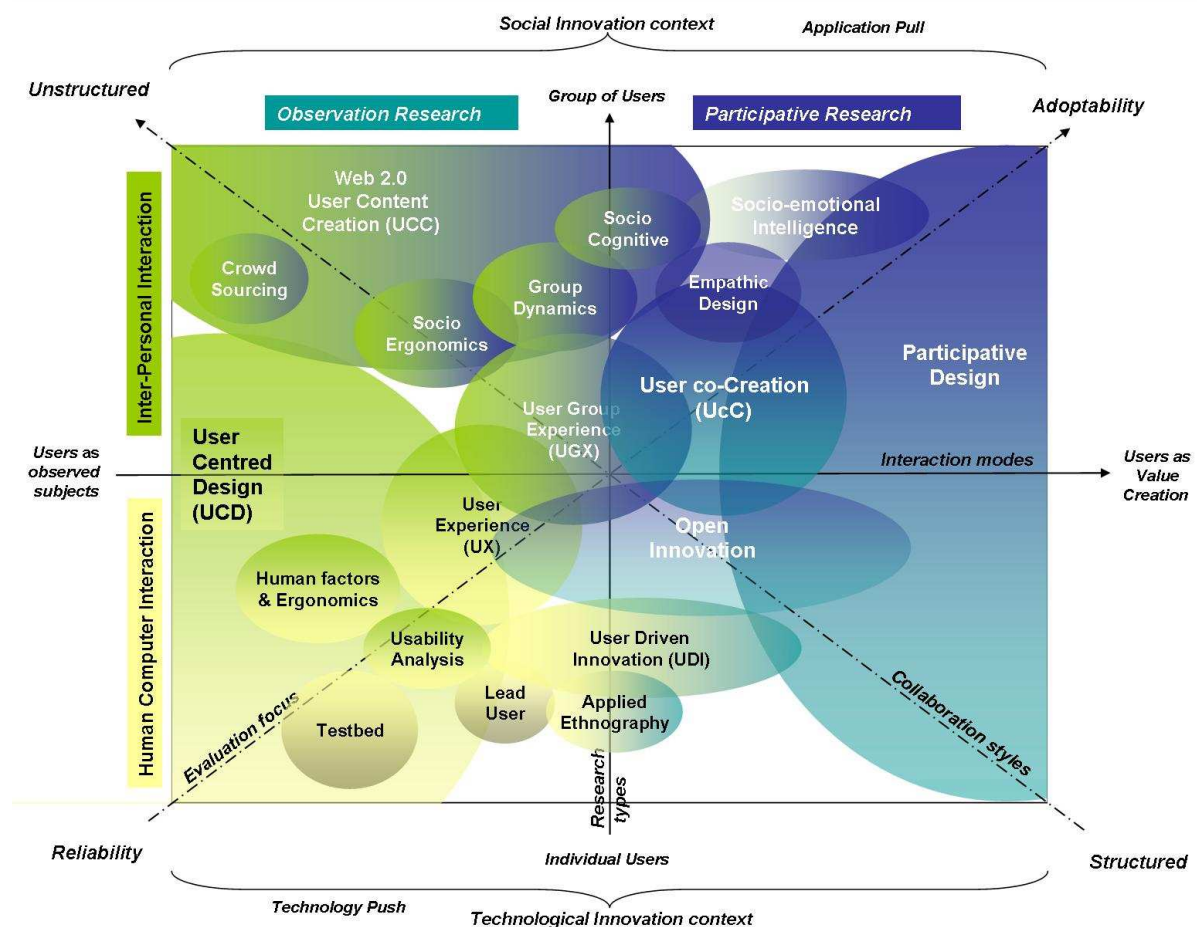 Social Innovation context
Application Pull
Unstructured
Observation Research
Group of Users
Participative Research
Adoptability
Inter-Personal Interaction
Web 2.0
User Content
Creation (UCC)
Socio
Cognitive
Socio-emotional
Intelligence
Crowd
Sourcing
Group
Dynamics
Empathic
Design
Socio
Ergonomics
Participative
Design
User co-Creation
(UcC)
User Group
Experience
(UGX)
User
Centred
Design
(UCD)
Users as
observed
subjects
Interaction modes
Users as
Value
Creation
Human Computer Interaction
User
Experience
(UX)
Open
Innovation
Human factors
& Ergonomics
Usability
Analysis
User Driven
Innovation (UDI)
Lead
User
Applied
Ethnography
Testbed
Evaluation focus
Collaboration styles
Research
types
Reliability
Individual Users
Structured
Technology Push
Technological Innovation context